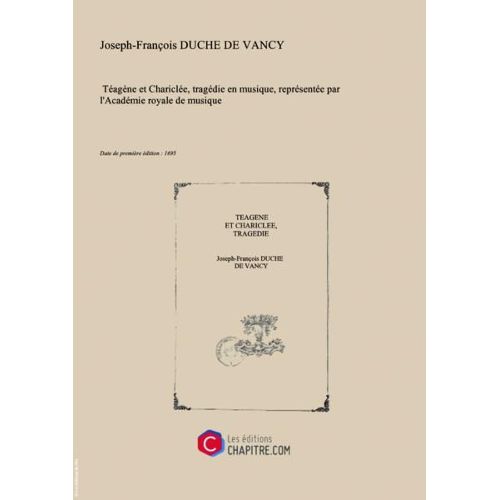 Joseph-François DUCHE DE VANCY
Téagène et Chariclée, tragédie en musique, représentée par
l'Académie royale de musique
Date de première édition : 1695
TEAGENE
ET CHARICLEE,
TRAGEDIE
Joseph-François DUCHE
DE VANCY
C
Les éditions
CHAPITRE.COM